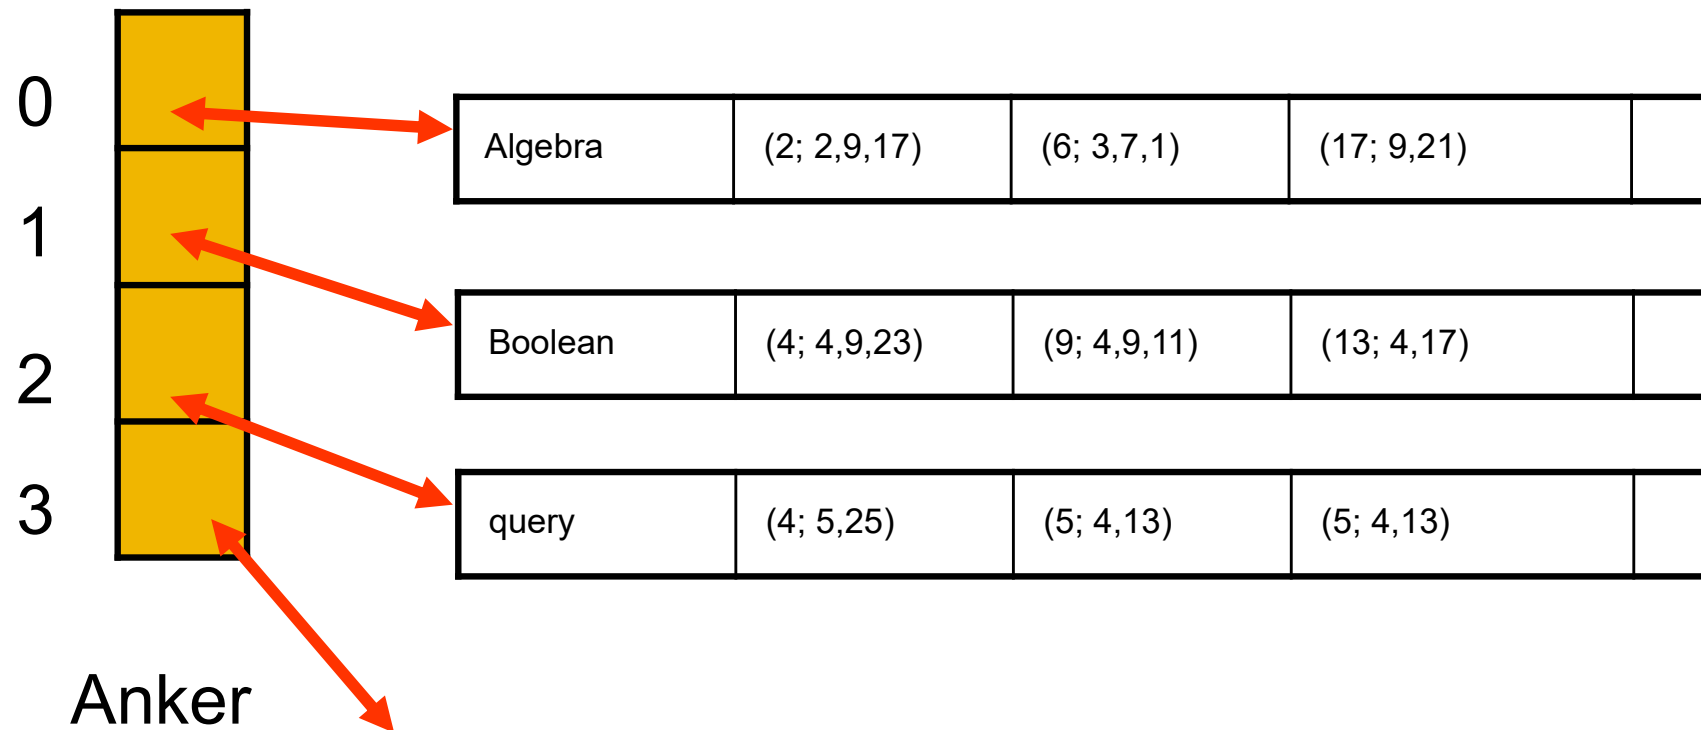 0
Algebra (2; 2,9,17) (6; 3,7,1) (17; 9,21)
1
Boolean (4; 4,9,23) (9; 4,9,11) (13; 4,17)
2
query (4; 5,25) (5; 4,13) (5; 4,13)
3
Anker